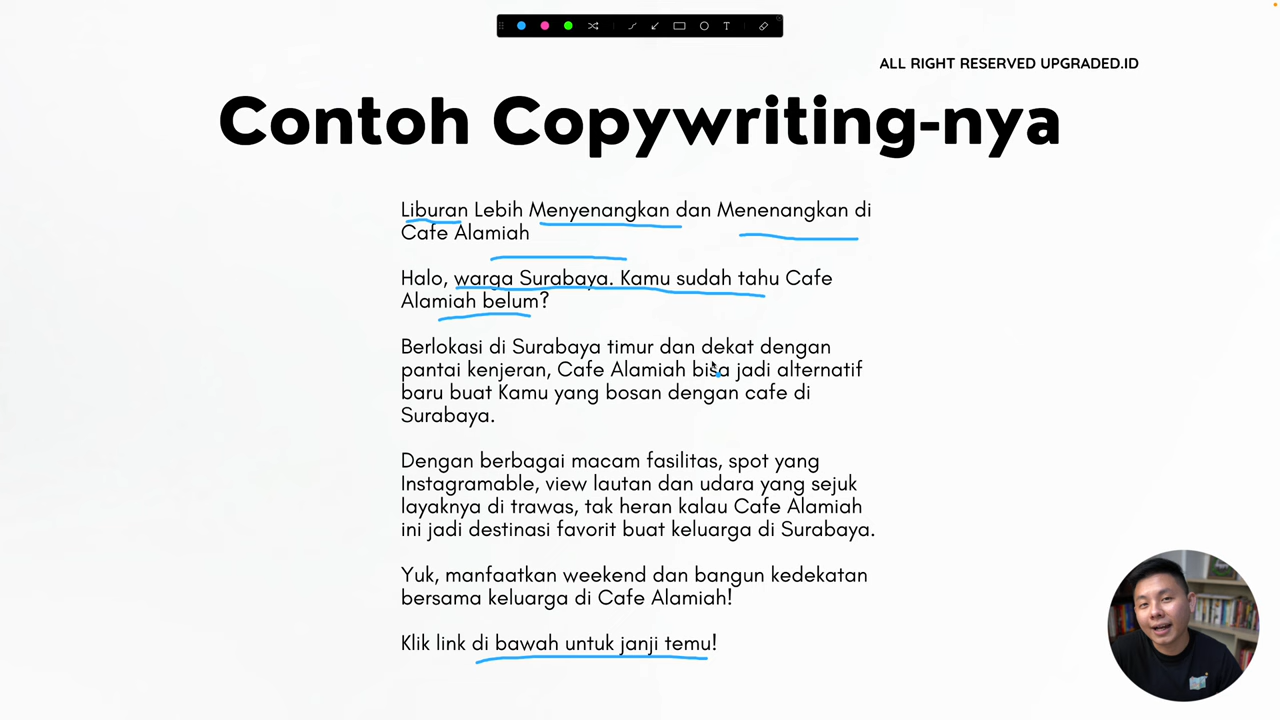 ALL RIGHT RESERVED UPGRADED.ID
Contoh Copywriting-nya
Liburan Lebih Menyenangkan dan Menenangkan di
Cafe Alamiah
Halo, warga Surabaya. Kamu sudah tahu Cafe
Alamiah belum?
Berlokasi di Surabaya timur dan dekat dengan
pantai kenjeran, Cafe Alamiah bisa jadi alternatif
baru buat Kamu yang bosan dengan cafe di
Surabaya.
Dengan berbagai macam fasilitas, spot yang
Instagramable, view lautan dan udara yang sejuk
layaknya di trawas, tak heran kalau Cafe Alamiah
ini jadi destinasi favorit buat keluarga di Surabaya.
Yuk, manfaatkan weekend dan bangun kedekatan
bersama keluarga di Cafe Alamiah!
Klik link di bawah untuk janji temu!